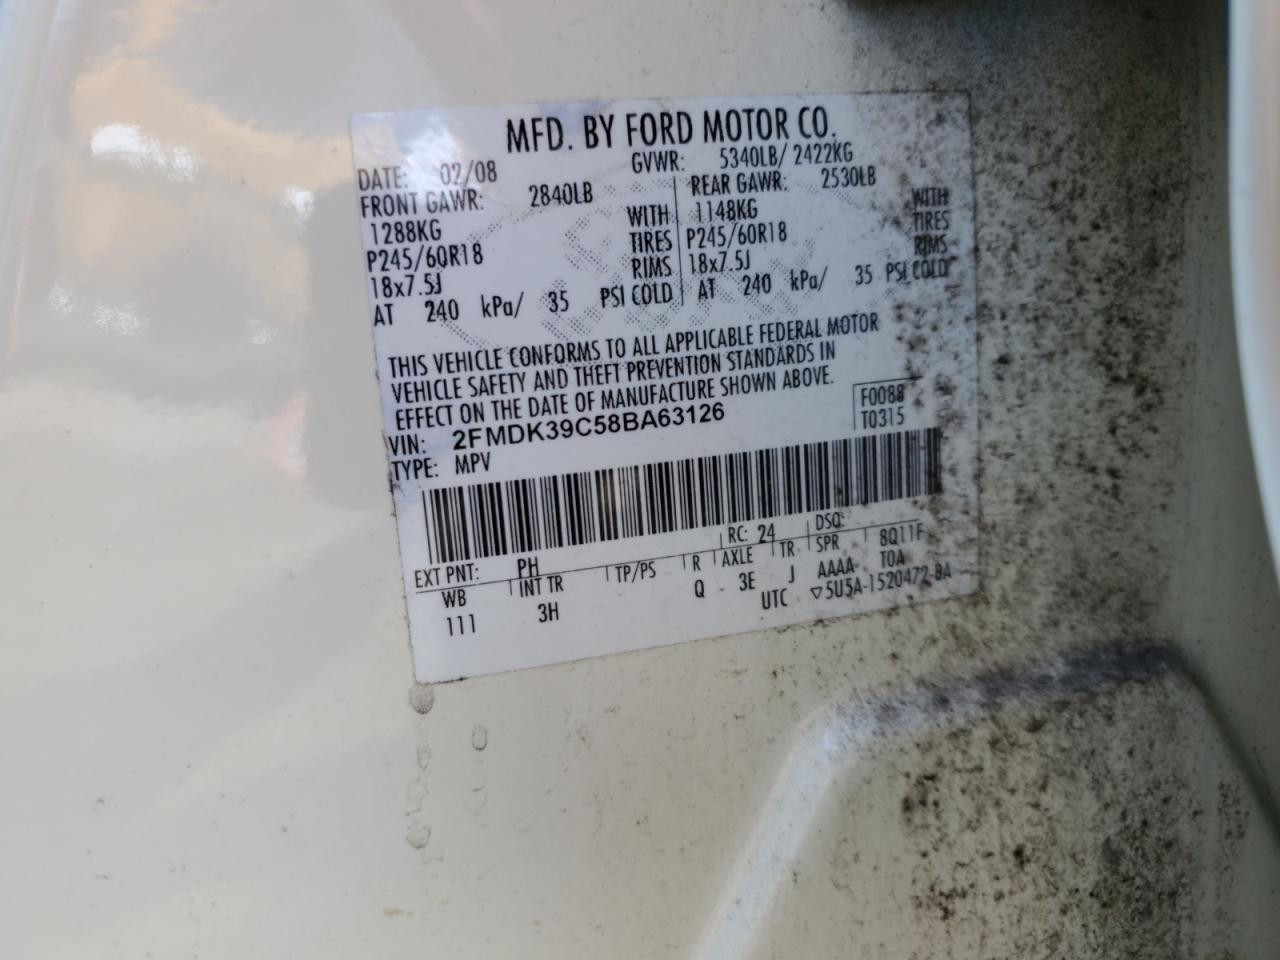 MFD. BY FORD MOTOR CO.
DATE: 02/08 GVWR: 5340LB/ 2422KG
FRONT GAWR: 2840LB REAR GAWR: 2530LB
1288KG WITH 1148KG WITH
P245/60R18 TIRES P245/60R18 TIRES
18x7.5J RIMS 18x7.5J RIMS
AT 240 kPa/ 35 PSI COLD AT 240 kPa/ 35 PSI COLD
THIS VEHICLE CONFORMS TO ALL APPLICABLE FEDERAL MOTOR
VEHICLE SAFETY AND THEFT PREVENTION STANDARDS IN
EFFECT ON THE DATE OF MANUFACTURE SHOWN ABOVE.
F0088
VIN: 2FMDK39C58BA63126 T0315
TYPE: MPV
EXT PNT: PH RC: 24 DSO:
WB INT TR TP/PS R AXLE TR SPR 8Q11F
111 3H Q 3E J AAAA TOA
UTC ▽5U5A-1520472-BA